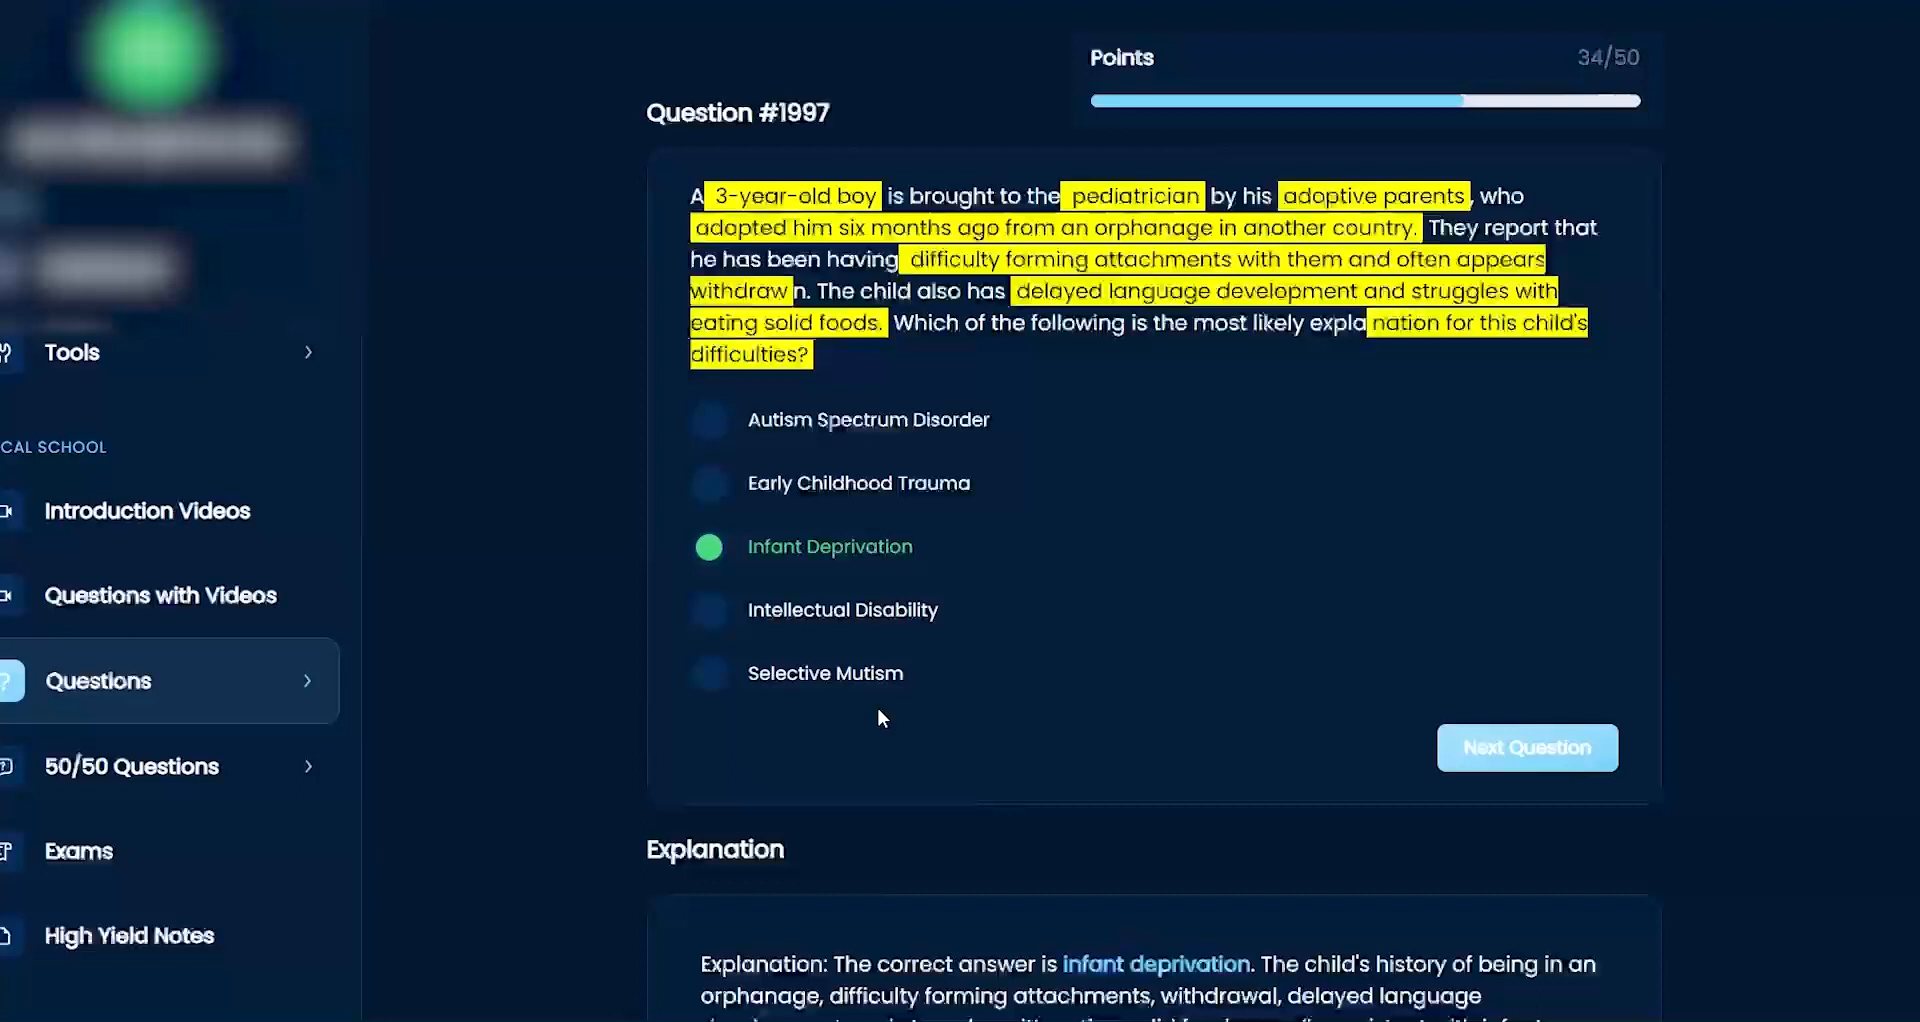 Points
34/50
Question #1997
A 3-year-old boy is brought to the pediatrician by his adoptive parents, who
adopted him six months ago from an orphanage in another country. They report that
he has been having difficulty forming attachments with them and often appears
withdrawn. The child also has delayed language development and struggles with
eating solid foods. Which of the following is the most likely explanation for this child's
difficulties?
Autism Spectrum Disorder
Early Childhood Trauma
Infant Deprivation
Intellectual Disability
Selective Mutism
Next Question
Explanation
Explanation: The correct answer is infant deprivation. The child's history of being in an
orphanage, difficulty forming attachments, withdrawal, delayed language
Tools
CAL SCHOOL
Introduction Videos
Questions with Videos
Questions
50/50 Questions
Exams
High Yield Notes